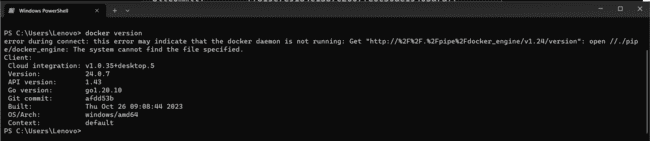 Windows PowerShell
PS C:\Users\Lenovo> docker version
error during connect: this error may indicate that the docker daemon is not running: Get "http://%2F%2F.%2Fpipe%2Fdocker_engine/v1.24/version": open //./pip
e/docker_engine: The system cannot find the file specified.
Client:
Cloud integration: v1.0.35+desktop.5
Version: 24.0.7
API version: 1.43
Go version: go1.20.10
Git commit: afdd53b
Built: Thu Oct 26 09:08:44 2023
OS/Arch: windows/amd64
Context: default
PS C:\Users\Lenovo>